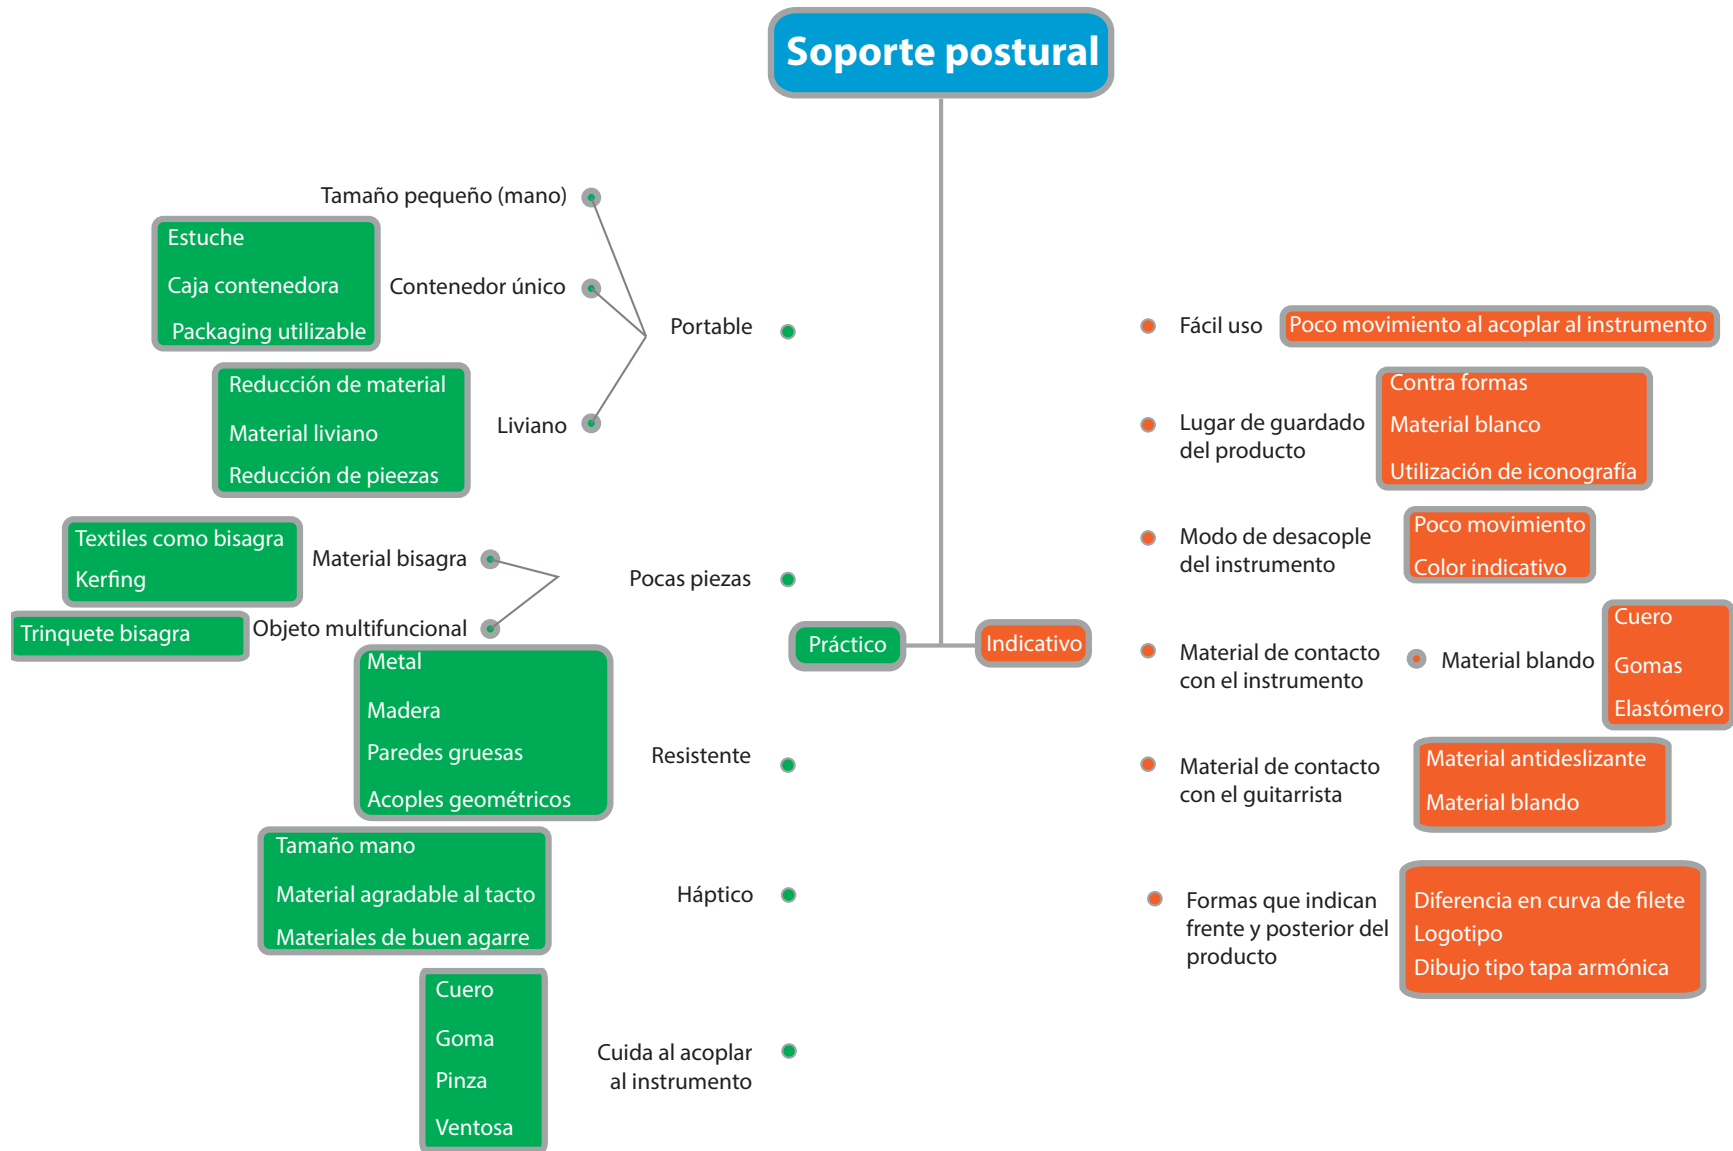 Soporte postural
Tamaño pequeño (mano)
Estuche
Caja contenedora
Packaging utilizable
Contenedor único
Portable
Reducción de material
Material liviano
Reducción de pieezas
Liviano
Textiles como bisagra
Kerfing
Material bisagra
Pocas piezas
Trinquete bisagra
Objeto multifuncional
Práctico
Metal
Madera
Paredes gruesas
Acoples geométricos
Resistente
Tamaño mano
Material agradable al tacto
Materiales de buen agarre
Háptico
Cuero
Goma
Pinza
Ventosa
Cuida al acoplar
al instrumento
Indicativo
Fácil uso
Poco movimiento al acoplar al instrumento
Lugar de guardado
del producto
Contra formas
Material blanco
Utilización de iconografía
Modo de desacople
del instrumento
Poco movimiento
Color indicativo
Material de contacto
con el instrumento
Material blando
Cuero
Gomas
Elastómero
Material de contacto
con el guitarrista
Material antideslizante
Material blando
Formas que indican
frente y posterior del
producto
Diferencia en curva de filete
Logotipo
Dibujo tipo tapa armónica